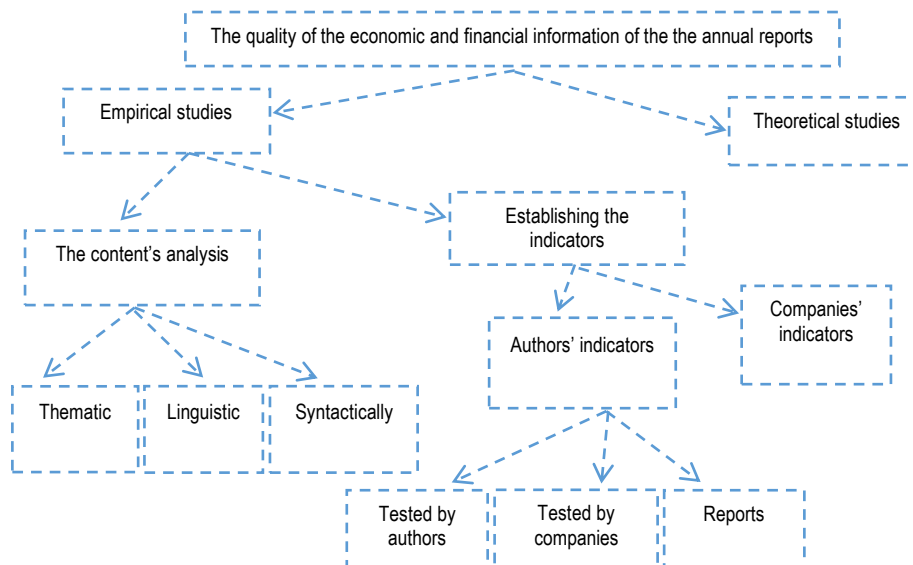 The quality of the economic and financial information of the the annual reports
Empirical studies
Theoretical studies
Establishing the
indicators
The content’s analysis
Companies’
indicators
Authors’ indicators
Thematic
Linguistic
Syntactically
Tested by
authors
Tested by
companies
Reports